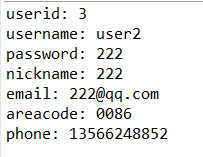 userid: 3
username: user2
password: 222
nickname: 222
email: 222@qq.com
areacode: 0086
phone: 13566248852